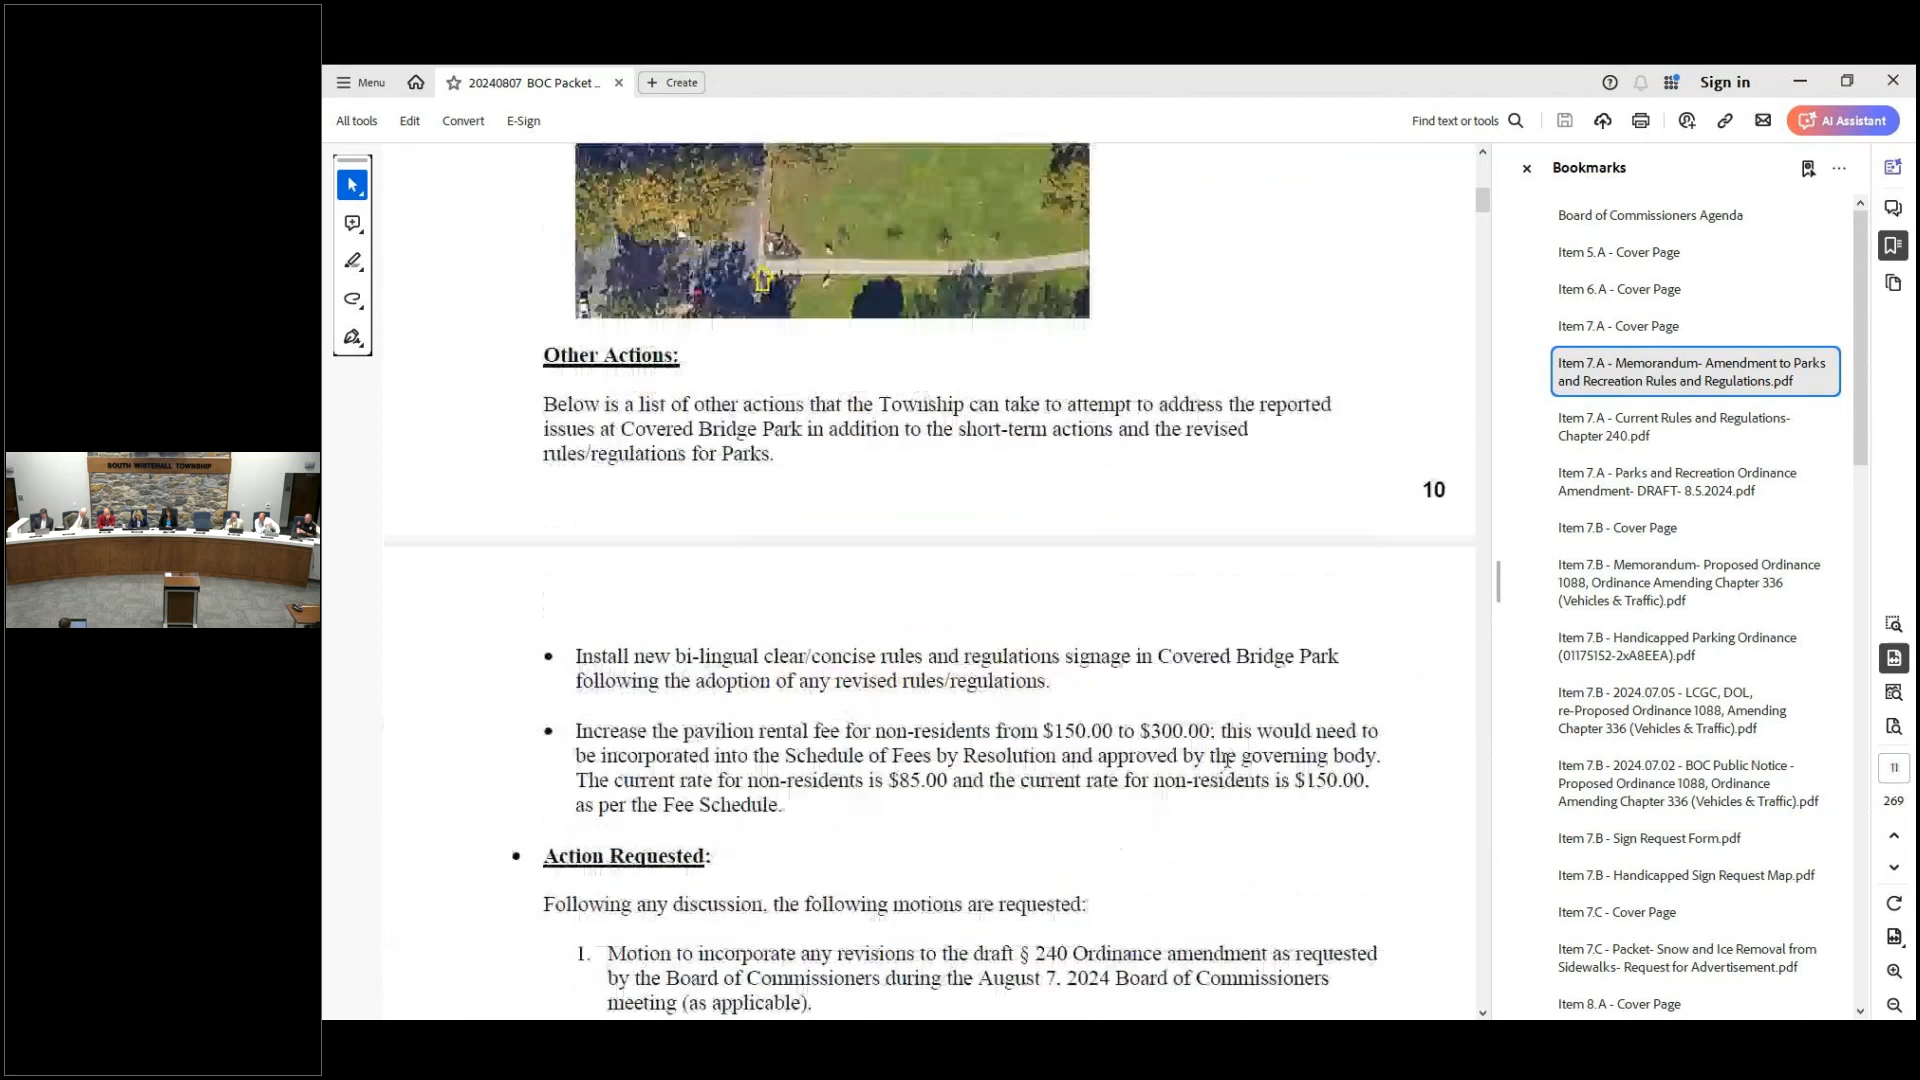 SOUTH WHITEHALL TOWNSHIP
Menu
20240807 BOC Packet ...
Create
Sign in
All tools
Edit
Convert
E-Sign
Find text or tools
AI Assistant
Other Actions:
Below is a list of other actions that the Township can take to attempt to address the reported
issues at Covered Bridge Park in addition to the short-term actions and the revised
rules/regulations for Parks.
10
• Install new bi-lingual clear/concise rules and regulations signage in Covered Bridge Park
following the adoption of any revised rules/regulations.
• Increase the pavilion rental fee for non-residents from $150.00 to $300.00; this would need to
be incorporated into the Schedule of Fees by Resolution and approved by the governing body.
The current rate for non-residents is $85.00 and the current rate for non-residents is $150.00,
as per the Fee Schedule.
• Action Requested:
Following any discussion, the following motions are requested:
1. Motion to incorporate any revisions to the draft § 240 Ordinance amendment as requested
by the Board of Commissioners during the August 7, 2024 Board of Commissioners
meeting (as applicable).
Bookmarks
Board of Commissioners Agenda
Item 5.A - Cover Page
Item 6.A - Cover Page
Item 7.A - Cover Page
Item 7.A - Memorandum- Amendment to Parks
and Recreation Rules and Regulations.pdf
Item 7.A - Current Rules and Regulations-
Chapter 240.pdf
Item 7.A - Parks and Recreation Ordinance
Amendment- DRAFT- 8.5.2024.pdf
Item 7.B - Cover Page
Item 7.B - Memorandum- Proposed Ordinance
1088, Ordinance Amending Chapter 336
(Vehicles & Traffic).pdf
Item 7.B - Handicapped Parking Ordinance
(01175152-2xA8EEA).pdf
Item 7.B - 2024.07.05 - LCGC, DOL,
re-Proposed Ordinance 1088, Amending
Chapter 336 (Vehicles & Traffic).pdf
Item 7.B - 2024.07.02 - BOC Public Notice -
Proposed Ordinance 1088, Ordinance
Amending Chapter 336 (Vehicles & Traffic).pdf
Item 7.B - Sign Request Form.pdf
Item 7.B - Handicapped Sign Request Map.pdf
Item 7.C - Cover Page
Item 7.C - Packet- Snow and Ice Removal from
Sidewalks- Request for Advertisement.pdf
Item 8.A - Cover Page
11
269